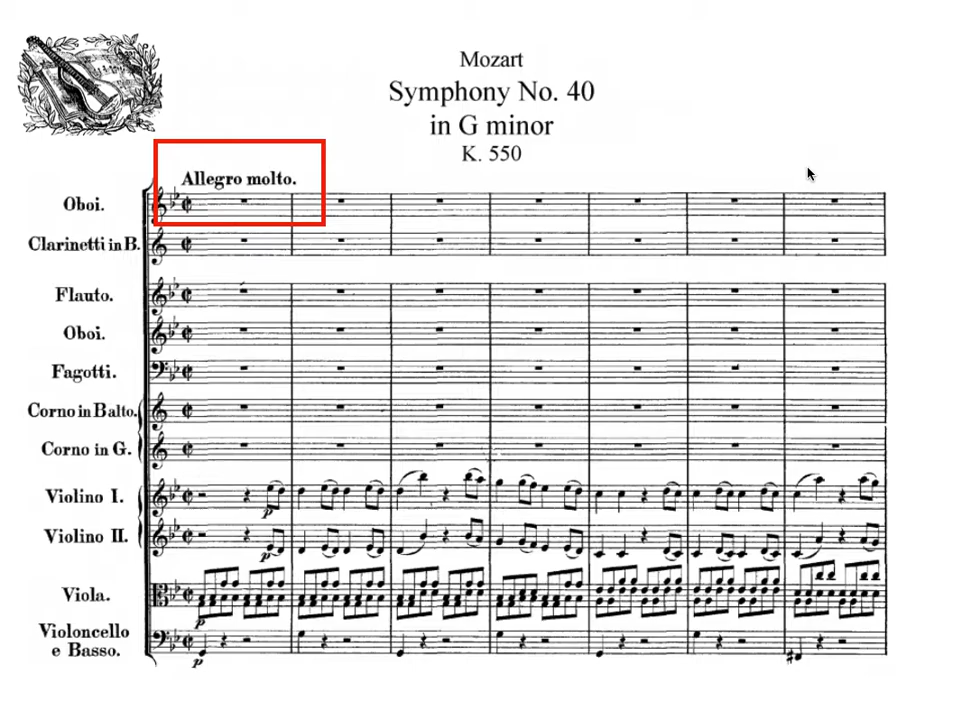 Mozart
Symphony No. 40
in G minor
K. 550
Allegro molto.
Oboi.
Clarinetti in B.
Flauto.
Oboi.
Fagotti.
Corno in B alto.
Corno in G.
Violino I.
p
Violino II.
p
Viola.
p
Violoncello
e Basso.
p